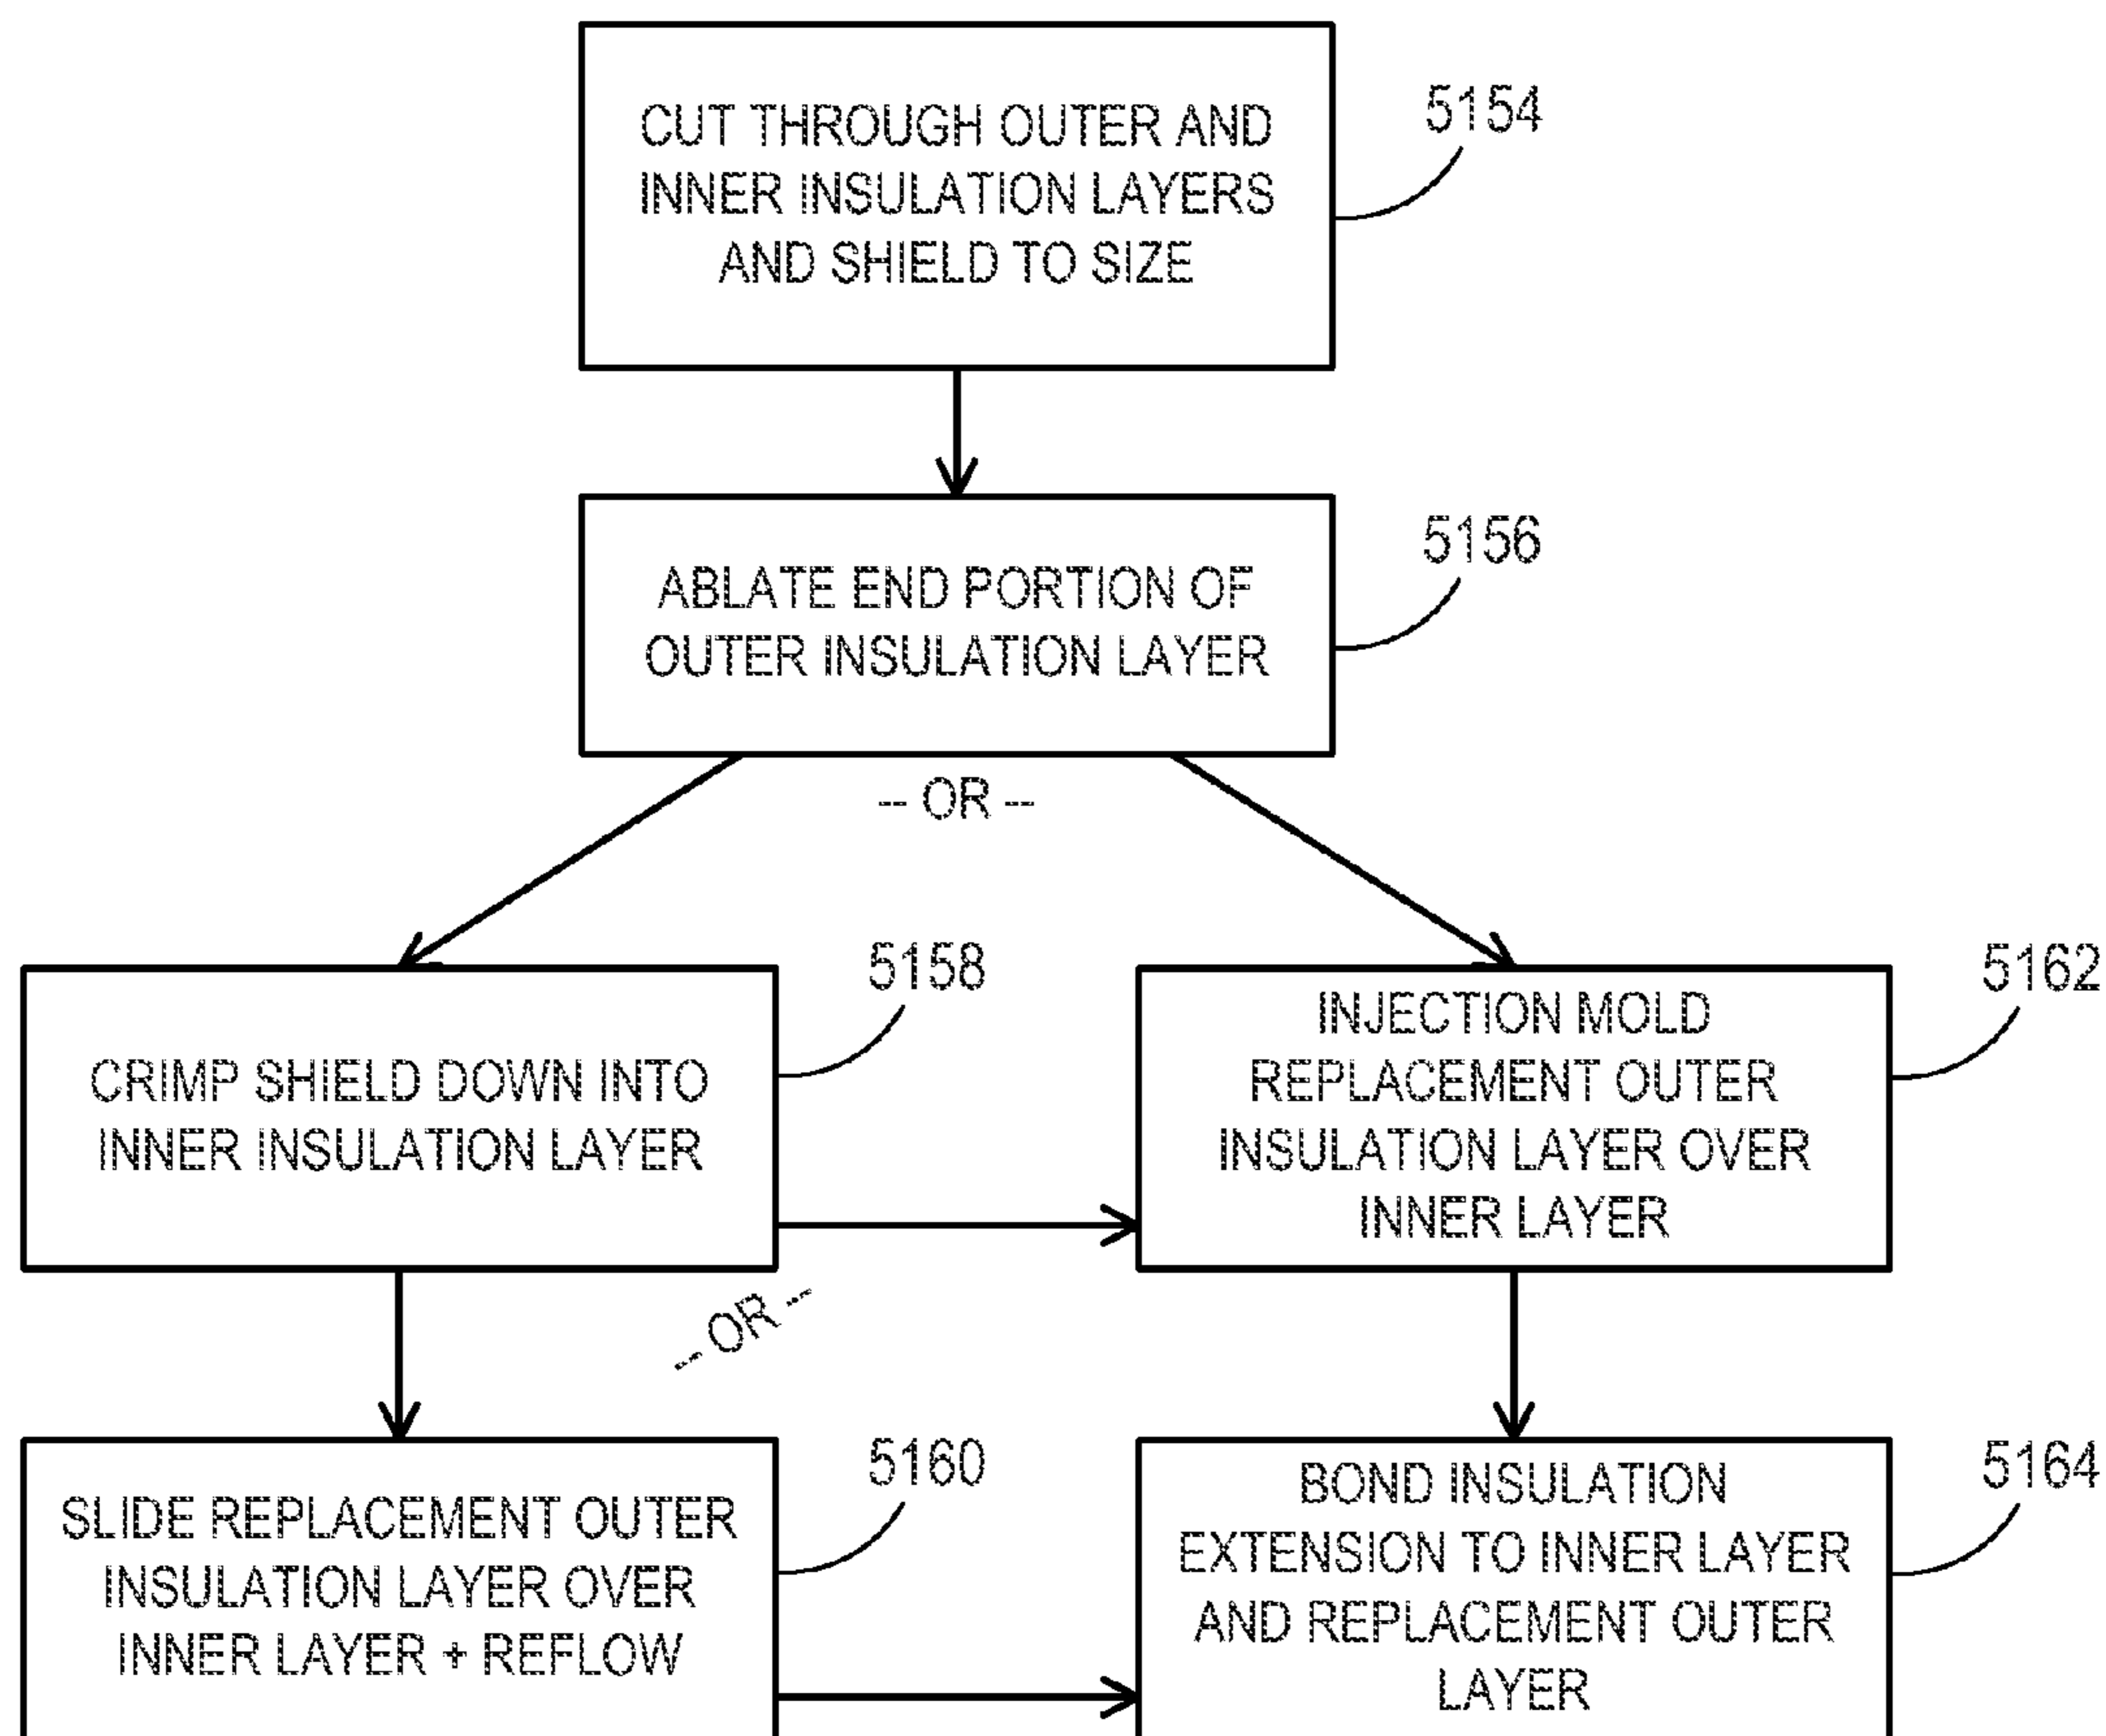 CUT THROUGH OUTER AND
INNER INSULATION LAYERS
AND SHIELD TO SIZE
5154
ABLATE END PORTION OF
OUTER INSULATION LAYER
5156
-- OR --
CRIMP SHIELD DOWN INTO
INNER INSULATION LAYER
5158
INJECTION MOLD
REPLACEMENT OUTER
INSULATION LAYER OVER
INNER LAYER
5162
-- OR --
SLIDE REPLACEMENT OUTER
INSULATION LAYER OVER
INNER LAYER + REFLOW
5160
BOND INSULATION
EXTENSION TO INNER LAYER
AND REPLACEMENT OUTER
LAYER
5164